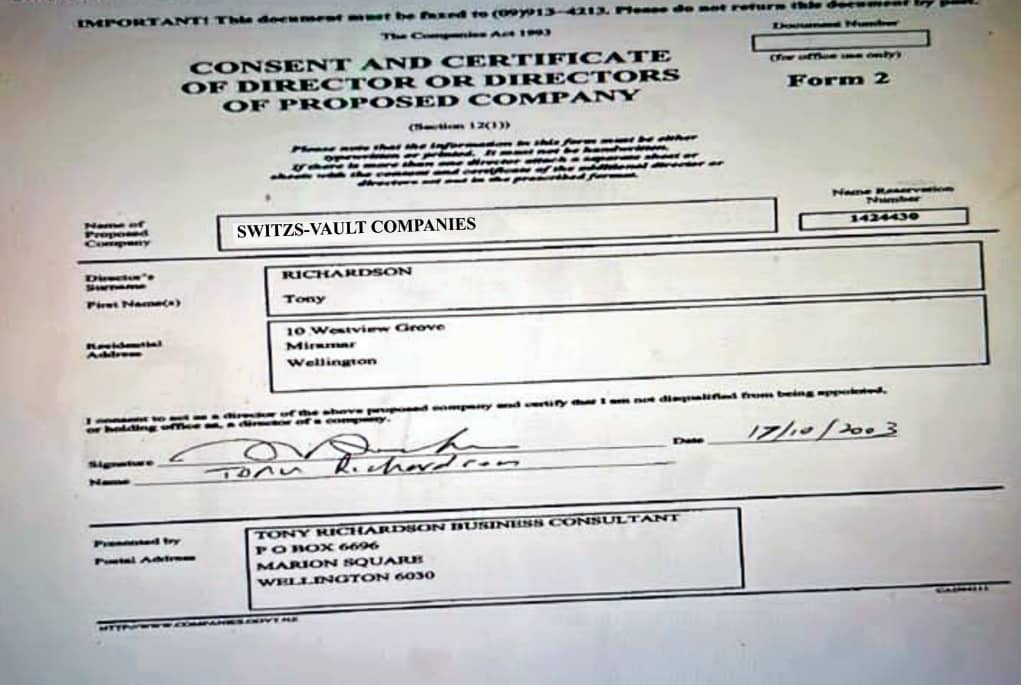 IMPORTANT! This document must be faxed to (09)913-4213. Please do not return this document by post.
The Companies Act 1993
Document Number
(for office use only)
CONSENT AND CERTIFICATE
OF DIRECTOR OR DIRECTORS
OF PROPOSED COMPANY
Form 2
(Section 12(1))
Please note that the information in this form must be either
typewritten or printed. It must not be handwritten.
If there is more than one director attach a separate sheet or
sheets with the consent and certificate of the additional director or
directors set out in the prescribed format.
Name Reservation
Number
1424430
Name of
Proposed
Company
SWITZS-VAULT COMPANIES
Director's
Surname
RICHARDSON
First Name(s)
Tony
Residential
Address
10 Westview Grove
Miramar
Wellington
I consent to act as a director of the above proposed company and certify that I am not disqualified from being appointed,
or holding office as, a director of a company.
Signature
Date
17/10/2003
Name
Tony Richardson
Presented by
Postal Address
TONY RICHARDSON BUSINESS CONSULTANT
P O BOX 6696
MARION SQUARE
WELLINGTON 6030
HTTP://WWW.COMPANIES.GOVT.NZ